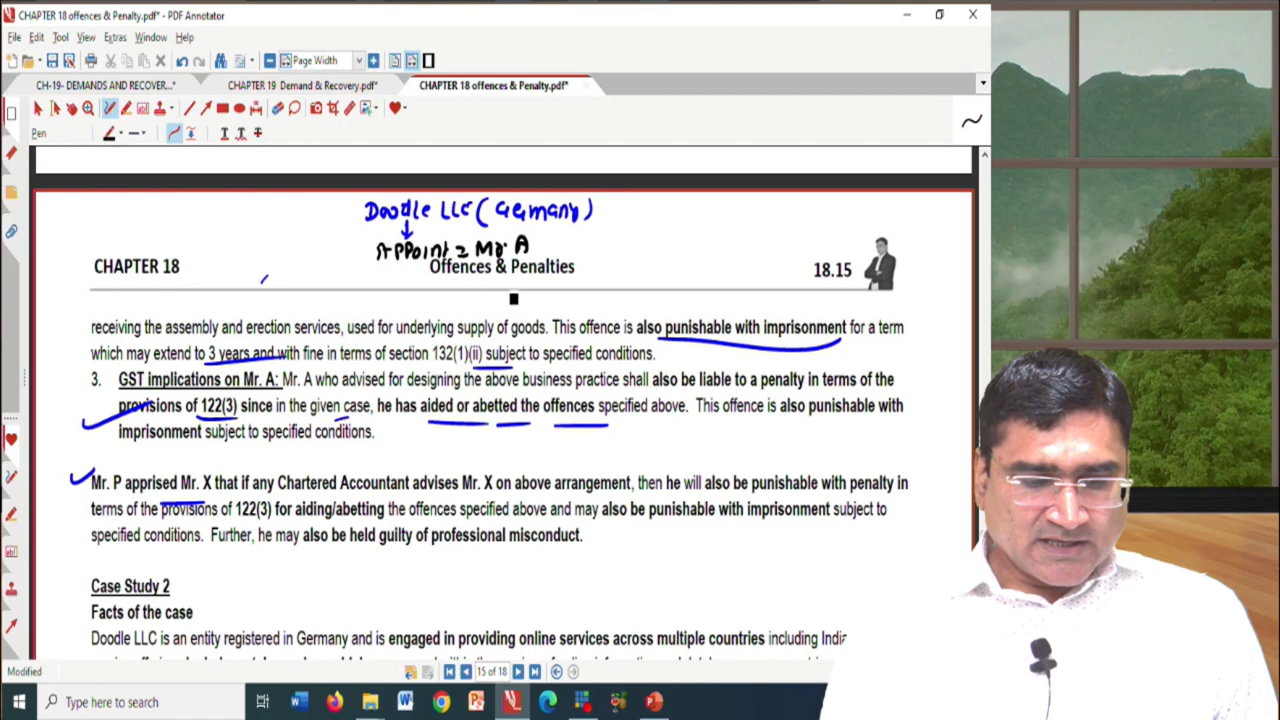 CHAPTER 18 offences & Penalty.pdf* - PDF Annotator
File Edit Tool View Extras Window Help
Page Width
CH-19- DEMANDS AND RECOVER...* CHAPTER 19 Demand & Recovery.pdf* CHAPTER 18 offences & Penalty.pdf*
Pen
Doodle LLC (Germany)
Appoint = Mr. A
CHAPTER 18 Offences & Penalties 18.15
receiving the assembly and erection services, used for underlying supply of goods. This offence is also punishable with imprisonment for a term
which may extend to 3 years and with fine in terms of section 132(1)(ii) subject to specified conditions.
3. GST implications on Mr. A: Mr. A who advised for designing the above business practice shall also be liable to a penalty in terms of the
provisions of 122(3) since in the given case, he has aided or abetted the offences specified above. This offence is also punishable with
imprisonment subject to specified conditions.
Mr. P apprised Mr. X that if any Chartered Accountant advises Mr. X on above arrangement, then he will also be punishable with penalty in
terms of the provisions of 122(3) for aiding/abetting the offences specified above and may also be punishable with imprisonment subject to
specified conditions. Further, he may also be held guilty of professional misconduct.
Case Study 2
Facts of the case
Doodle LLC is an entity registered in Germany and is engaged in providing online services across multiple countries including India
Modified 15 of 18
Type here to search